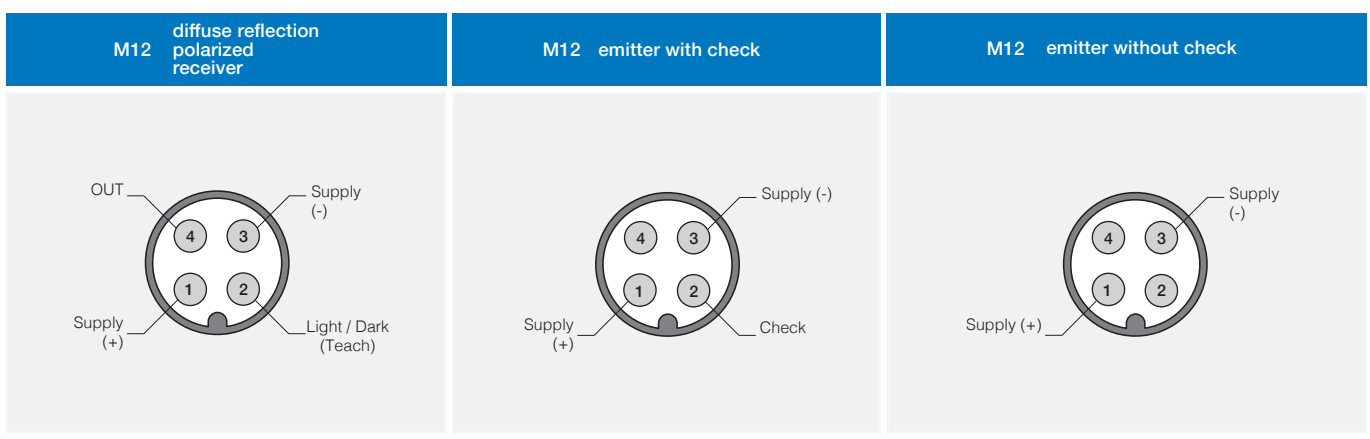 M12
diffuse reflection
polarized
receiver
M12 emitter with check
M12 emitter without check
OUT
Supply
(-)
4 3
1 2
Supply
(+)
Light / Dark
(Teach)
Supply (-)
4 3
1 2
Supply
(+)
Check
Supply
(-)
4 3
1 2
Supply (+)